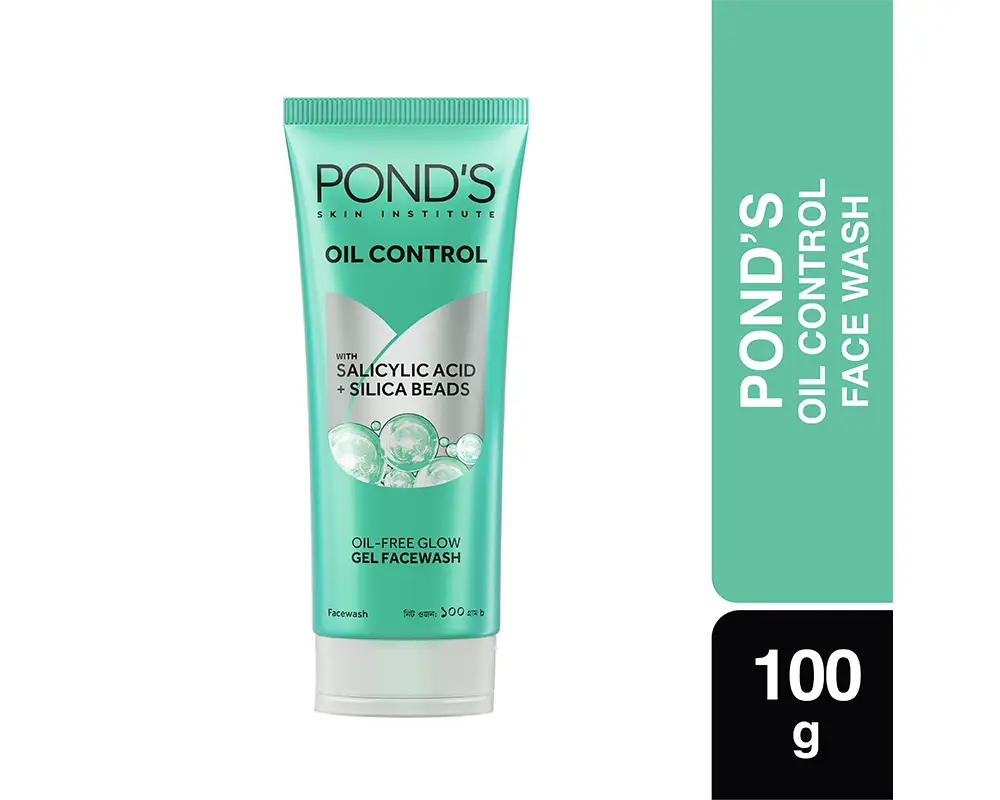 POND'S
SKIN INSTITUTE
OIL CONTROL
WITH
SALICYLIC ACID
+ SILICA BEADS
OIL-FREE GLOW
GEL FACEWASH
Facewash নিট ওজন: ১০০ গ্রাম ৮
POND'S
OIL CONTROL
FACE WASH
100
g